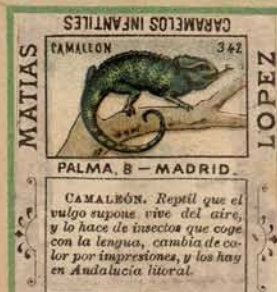 CARAMELOS INFANTILES
MATIAS
LOPEZ
CAMALEON 342
PALMA, 8 — MADRID.
CAMALEÓN. Reptil que el
vulgo supone vive del aire,
y lo hace de insectos que coge
con la lengua, cambia de co-
lor por impresiones, y los hay
en Andalucía litoral.